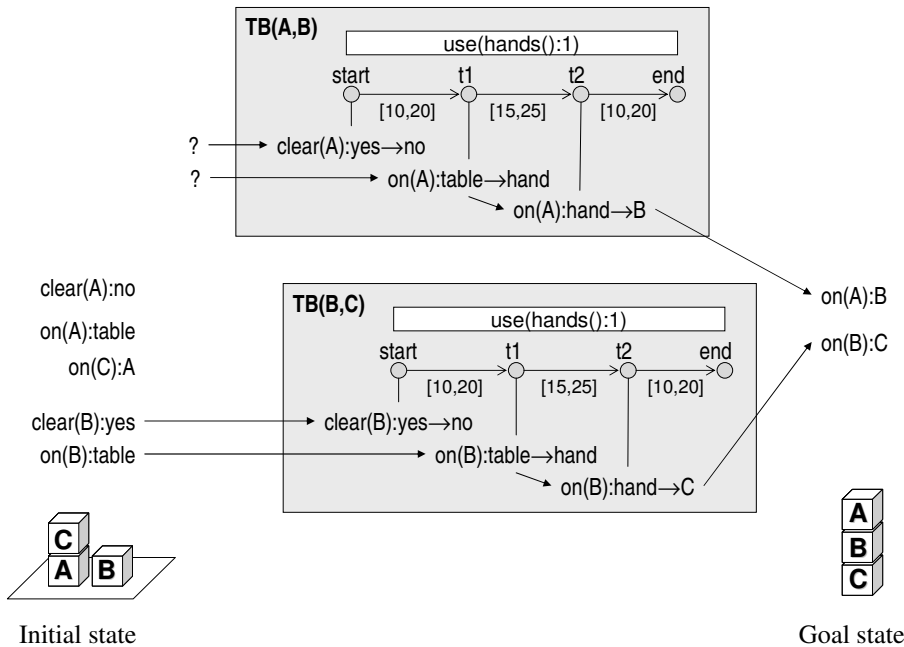 TB(A,B)
use(hands():1)
start t1 t2 end
[10,20] [15,25] [10,20]
? clear(A):yes→no
? on(A):table→hand
on(A):hand→B
clear(A):no
on(A):table
on(C):A
clear(B):yes
on(B):table
TB(B,C)
use(hands():1)
start t1 t2 end
[10,20] [15,25] [10,20]
clear(B):yes→no
on(B):table→hand
on(B):hand→C
on(A):B
on(B):C
C
A B
Initial state
A
B
C
Goal state